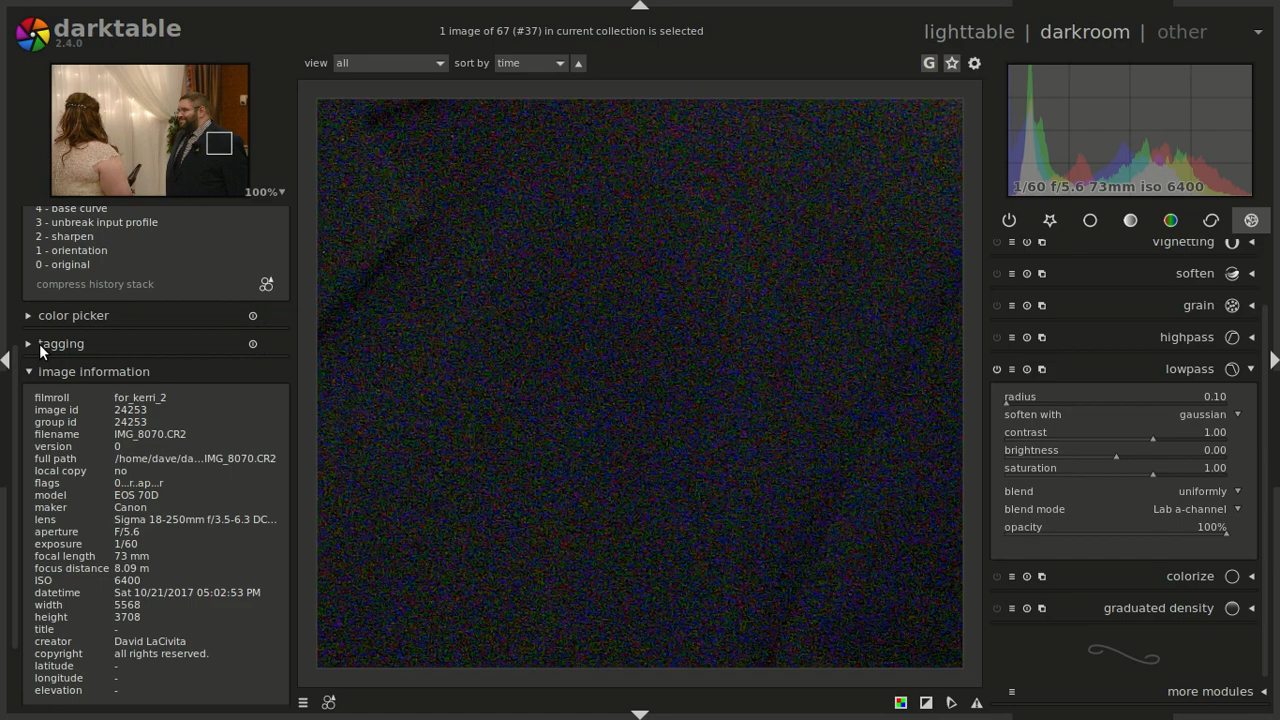 darktable
2.4.0
1 image of 67 (#37) in current collection is selected
lighttable | darkroom | other
view all sort by time
G
100%
1/60 f/5.6 73mm iso 6400
4 - base curve
3 - unbreak input profile
2 - sharpen
1 - orientation
0 - original
compress history stack
color picker
tagging
image information
filmroll for_kerri_2
image id 24253
group id 24253
filename IMG_8070.CR2
version 0
full path /home/dave/da...IMG_8070.CR2
local copy no
flags 0...r..ap...r
model EOS 70D
maker Canon
lens Sigma 18-250mm f/3.5-6.3 DC...
aperture F/5.6
exposure 1/60
focal length 73 mm
focus distance 8.09 m
ISO 6400
datetime Sat 10/21/2017 05:02:53 PM
width 5568
height 3708
title -
creator David LaCivita
copyright all rights reserved.
latitude -
longitude -
elevation -
vignetting
soften
grain
highpass
lowpass
radius 0.10
soften with gaussian
contrast 1.00
brightness 0.00
saturation 1.00
blend uniformly
blend mode Lab a-channel
opacity 100%
colorize
graduated density
more modules